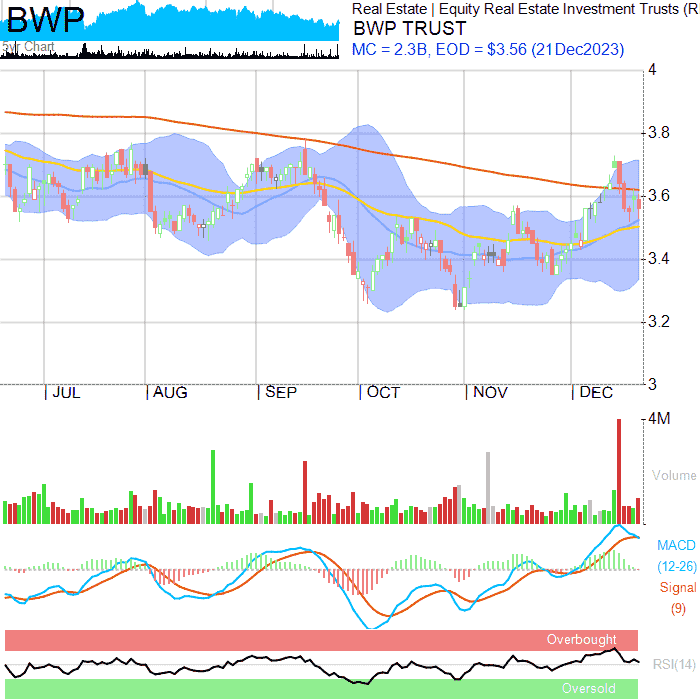 BWP
5yr Chart
Real Estate | Equity Real Estate Investment Trusts (R
BWP TRUST
MC = 2.3B, EOD = $3.56 (21Dec2023)
4
3.8
3.6
3.4
3.2
3
JUL AUG SEP OCT NOV DEC
4M
Volume
MACD
(12-26)
Signal
(9)
Overbought
RSI(14)
Oversold